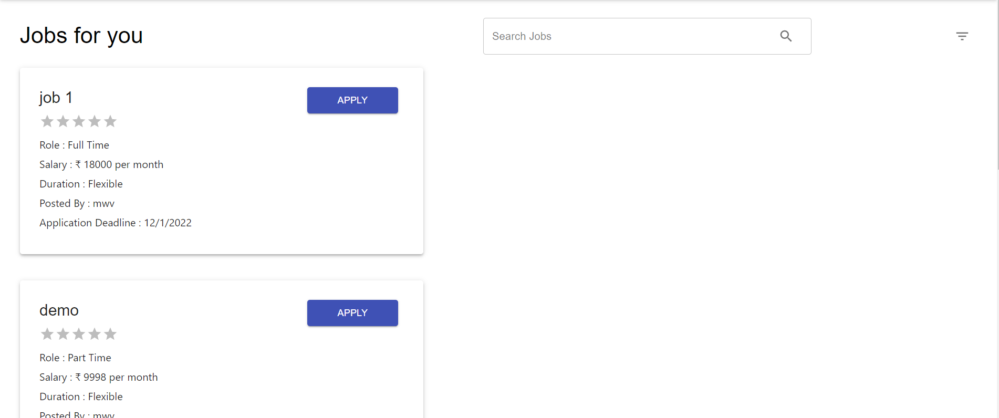 Jobs for you
Search Jobs
job 1
APPLY
Role : Full Time
Salary : ₹ 18000 per month
Duration : Flexible
Posted By : mwv
Application Deadline : 12/1/2022
demo
APPLY
Role : Part Time
Salary : ₹ 9998 per month
Duration : Flexible
Posted By : mwv